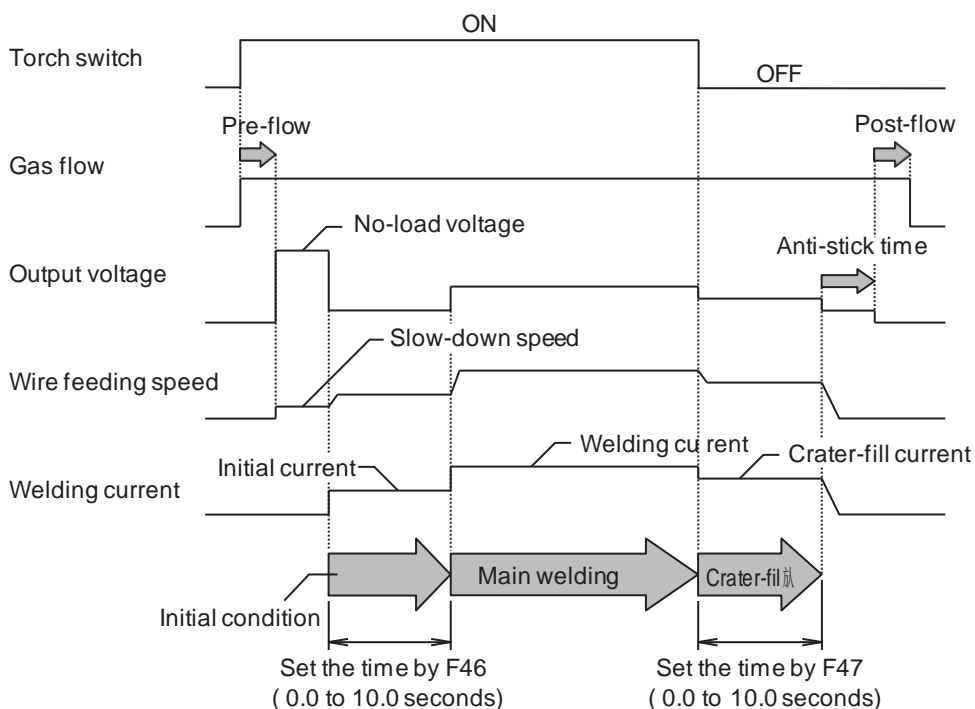 ON
Torch switch
OFF
Pre-flow
Post-flow
Gas flow
No-load voltage
Anti-stick time
Output voltage
Slow-down speed
Wire feeding speed
Welding current
Initial current
Crater-fill current
Welding current
Main welding
Crater-fil
Initial condition
Set the time by F46
( 0.0 to 10.0 seconds)
Set the time by F47
( 0.0 to 10.0 seconds)